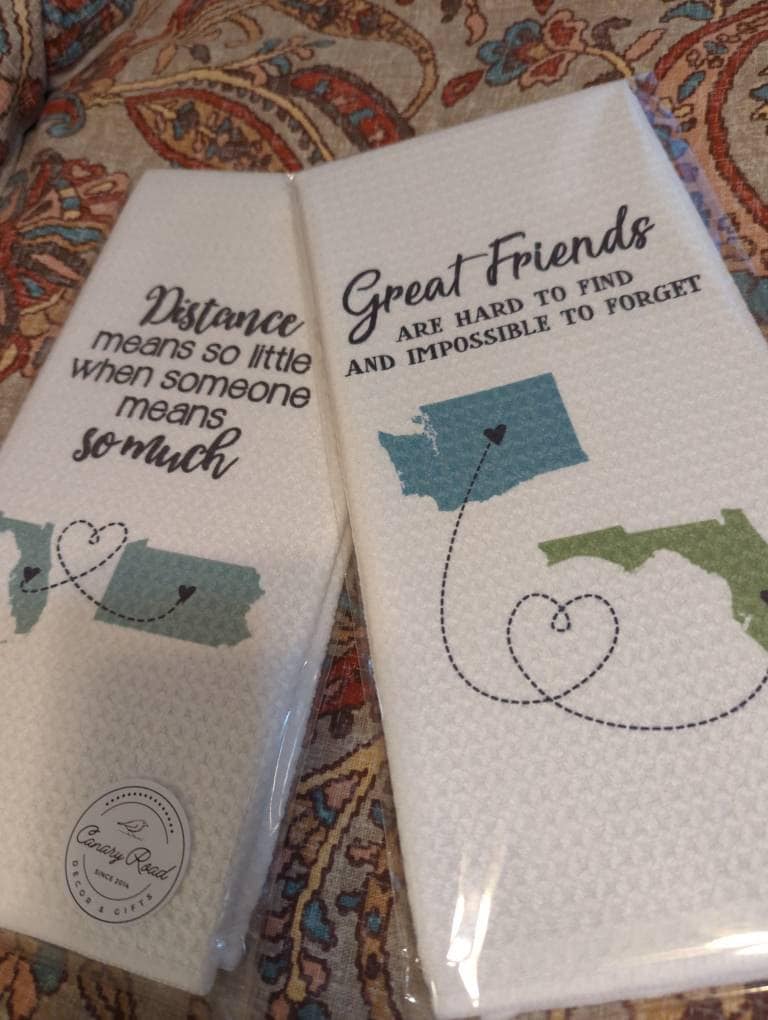 Distance
means so little
when someone
means
so much
Canary Road
SINCE 2014
DECOR & GIFTS
Great Friends
ARE HARD TO FIND
AND IMPOSSIBLE TO FORGET